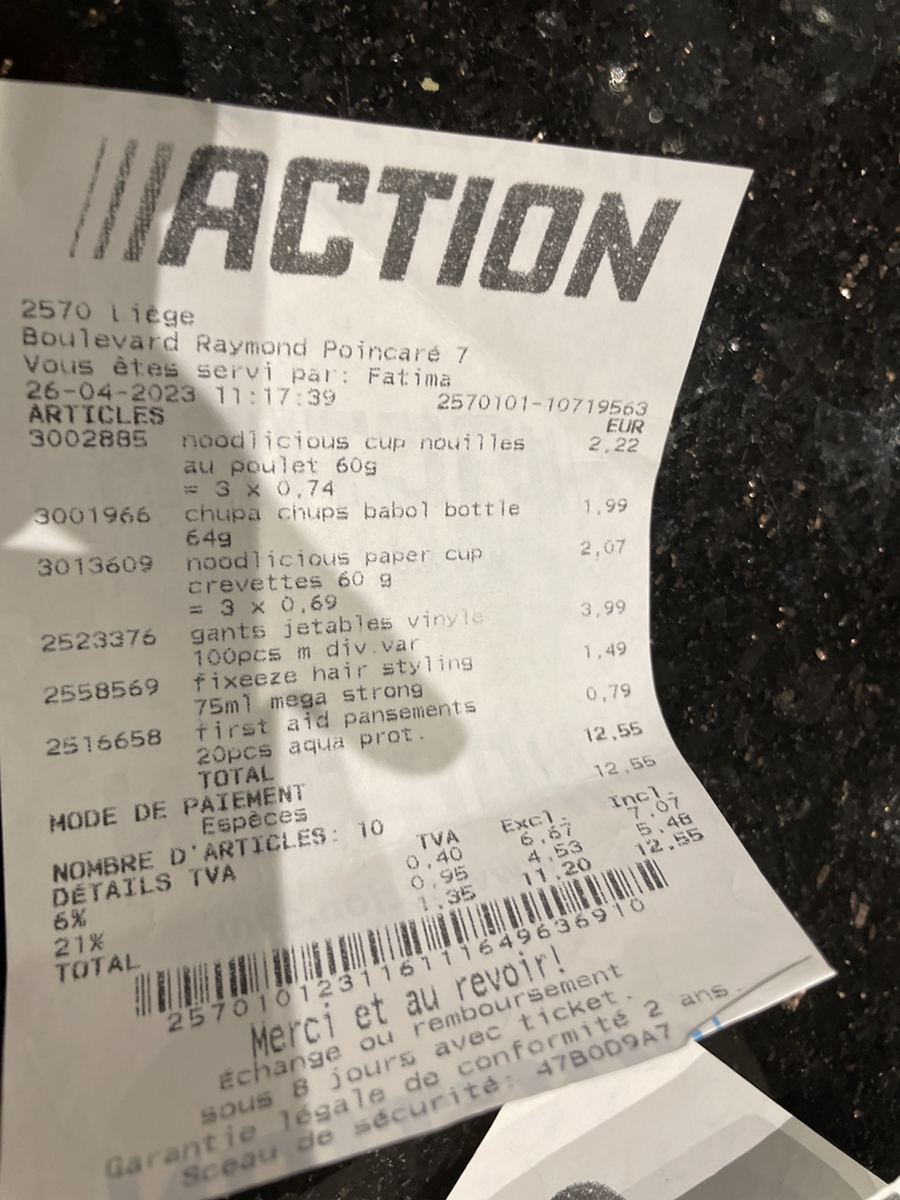 ACTION
2570 Liège
Boulevard Raymond Poincaré 7
Vous êtes servi par: Fatima
26-04-2023 11:17:39 2570101-10719563
ARTICLES EUR
3002885 noodlicious cup nouilles 2,22
au poulet 60g
= 3 x 0,74
3001966 chupa chups babol bottle 1,99
64g
3013609 noodlicious paper cup 2,07
crevettes 60 g
= 3 x 0,69
2523376 gants jetables vinyle 3,99
100pcs m div.var
2558569 fixeeze hair styling 1,49
75ml mega strong
2516658 first aid pansements 0,79
20pcs aqua prot.
TOTAL 12,55
MODE DE PAIEMENT
Espèces 12,55
NOMBRE D'ARTICLES: 10
DÉTAILS TVA TVA Excl. Incl.
6% 0,40 6,67 7,07
21% 0,95 4,53 5,48
TOTAL 1,35 11,20 12,55
257010123116111649636910
Merci et au revoir!
Échange ou remboursement
sous 8 jours avec ticket.
Garantie légale de conformité 2 ans.
Sceau de sécurité: 47B0D9A7